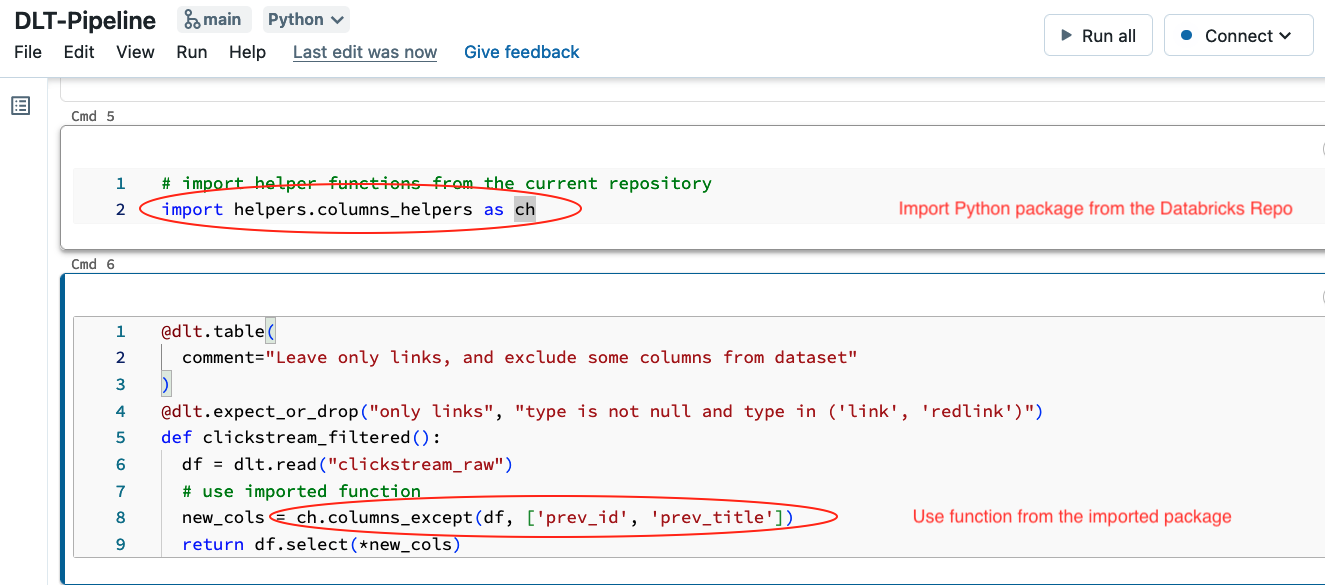 DLT-Pipeline main Python
File Edit View Run Help Last edit was now Give feedback
Run all Connect
Cmd 5
1 # import helper functions from the current repository
2 import helpers.columns_helpers as ch
Import Python package from the Databricks Repo
Cmd 6
1 @dlt.table(
2 comment="Leave only links, and exclude some columns from dataset"
3 )
4 @dlt.expect_or_drop("only links", "type is not null and type in ('link', 'redlink')")
5 def clickstream_filtered():
6 df = dlt.read("clickstream_raw")
7 # use imported function
8 new_cols = ch.columns_except(df, ['prev_id', 'prev_title'])
Use function from the imported package
9 return df.select(*new_cols)